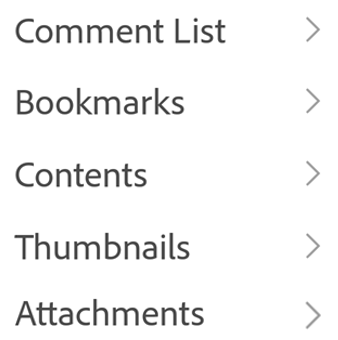 Comment List
Bookmarks
Contents
Thumbnails
Attachments